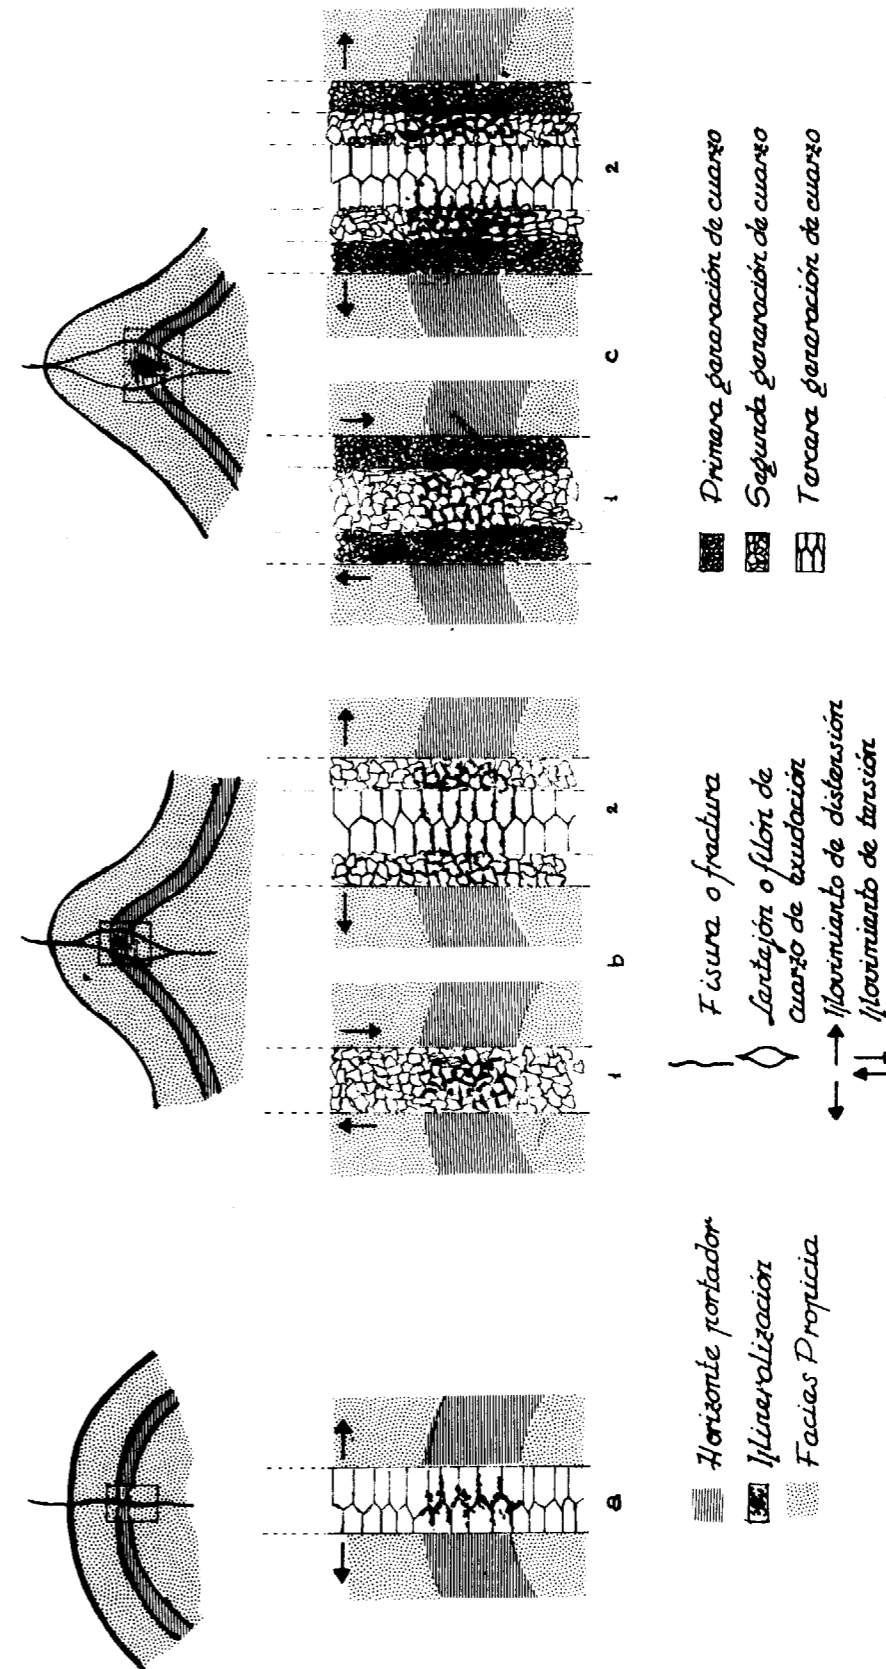 a
1
b
2
1
c
2
Horizonte portador
Mineralización
Facies Propicia
Fisura o fractura
Lentejón o filón de
cuarzo de exudación
Movimiento de distensión
Movimiento de tensión
Primera generación de cuarzo
Segunda generación de cuarzo
Tercera generación de cuarzo